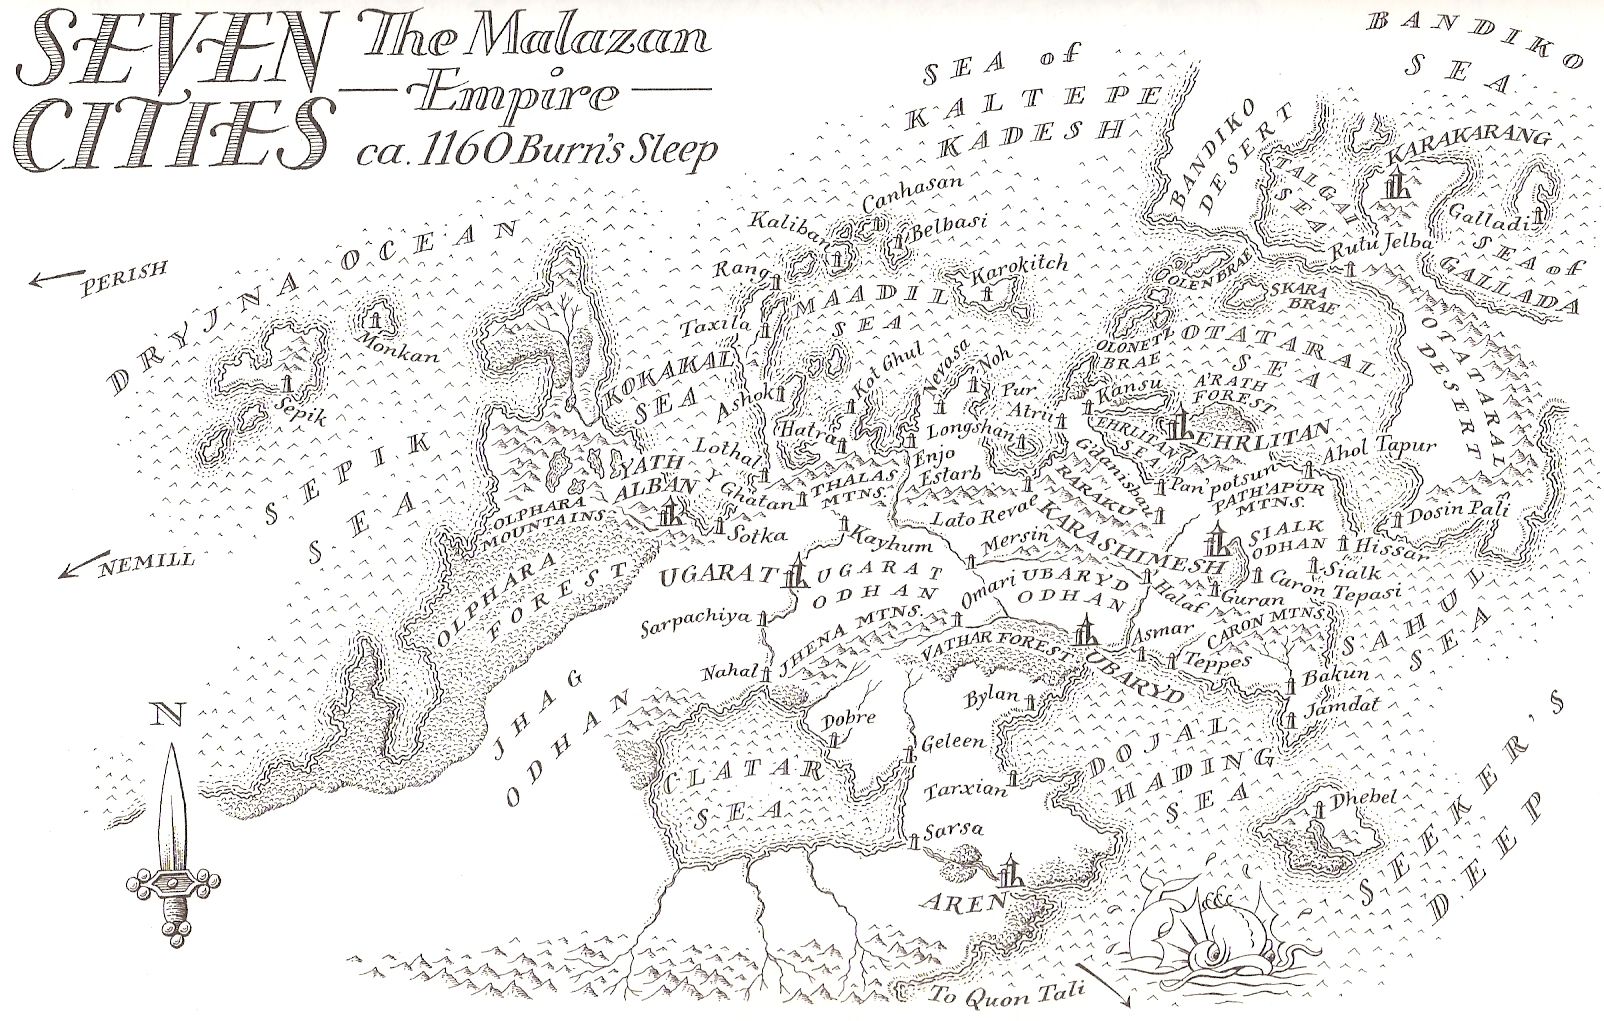 SEVEN CITIES
The Malazan Empire
ca. 1160 Burn's Sleep
BANDIKO SEA
SEA of KALTEPE KADESH
BANDIKO DESERT
KARAKARANG
TALGAI SEA
Galladi
Rutu Jelba
SEA of GALLADA
Canhasan
Kalibar
Belbasi
Rang
Karokitch
MAADIL SEA
Taxila
DRYJNA OCEAN
PERISH
Monkan
Sepik
OOLEN BRAE
SKARA BRAE
OTATARAL SEA
OTATARAL DESERT
OLONETZ BRAE
KOKAKAL SEA
Ashok
Kot Ghul
Nevasa
Noh
Pur Atrii
Kansu
A'RATH FOREST
EHRLITAN
EHRLITAN SEA
Hatra
Longshan
Lothal
Enjo
Estarb
Gdanisban
RARAKU
Pan'potsun
Ahol Tapur
PATH'APUR MTNS.
SEPIK SEA
YATH ALBAN
Y'Ghatan
THALAS MTNS.
Lato Revae
Dosin Pali
OLPHARA MOUNTAINS
Sotka
Kayhum
Mersin
KARASHIMESH
SIALK ODHAN
Hissar
Sialk
Caron Tepasi
NEMILL
OLPHARA FOREST
UGARAT
UGARAT ODHAN
Omari
UBARYD ODHAN
Halaf
Guran
CARON MTNS.
Sarpachiya
JHENA MTNS.
VATHAR FOREST
UBARYD
Asmar
Teppes
SAHUL SEA
Nahal
Bylan
Bakun
Jamdat
JHAG ODHAN
Dobre
Geleen
CLATAR SEA
Tarxian
DOJAL HADING SEA
Dhebel
Sarsa
AREN
SEEKER'S DEEP
N
To Quon Tali